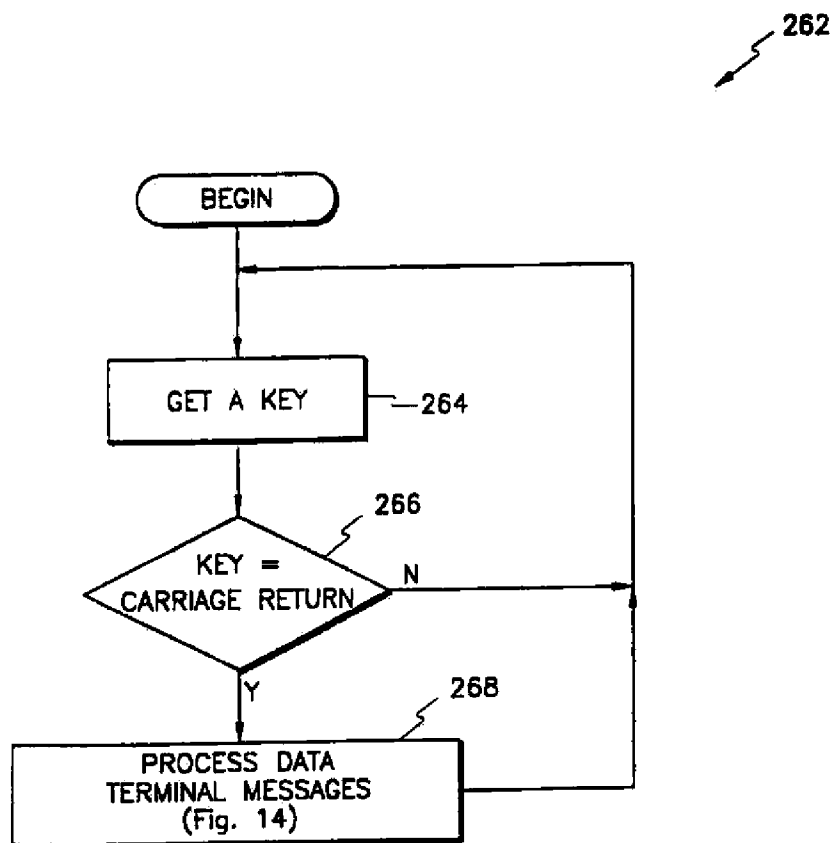 262
BEGIN
GET A KEY
264
266
KEY =
CARRIAGE RETURN
N
Y
268
PROCESS DATA
TERMINAL MESSAGES
(Fig. 14)